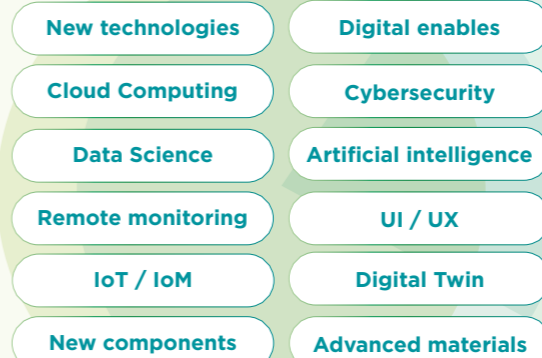 New technologies
Digital enables
Cloud Computing
Cybersecurity
Data Science
Artificial intelligence
Remote monitoring
UI / UX
IoT / IoM
Digital Twin
New components
Advanced materials